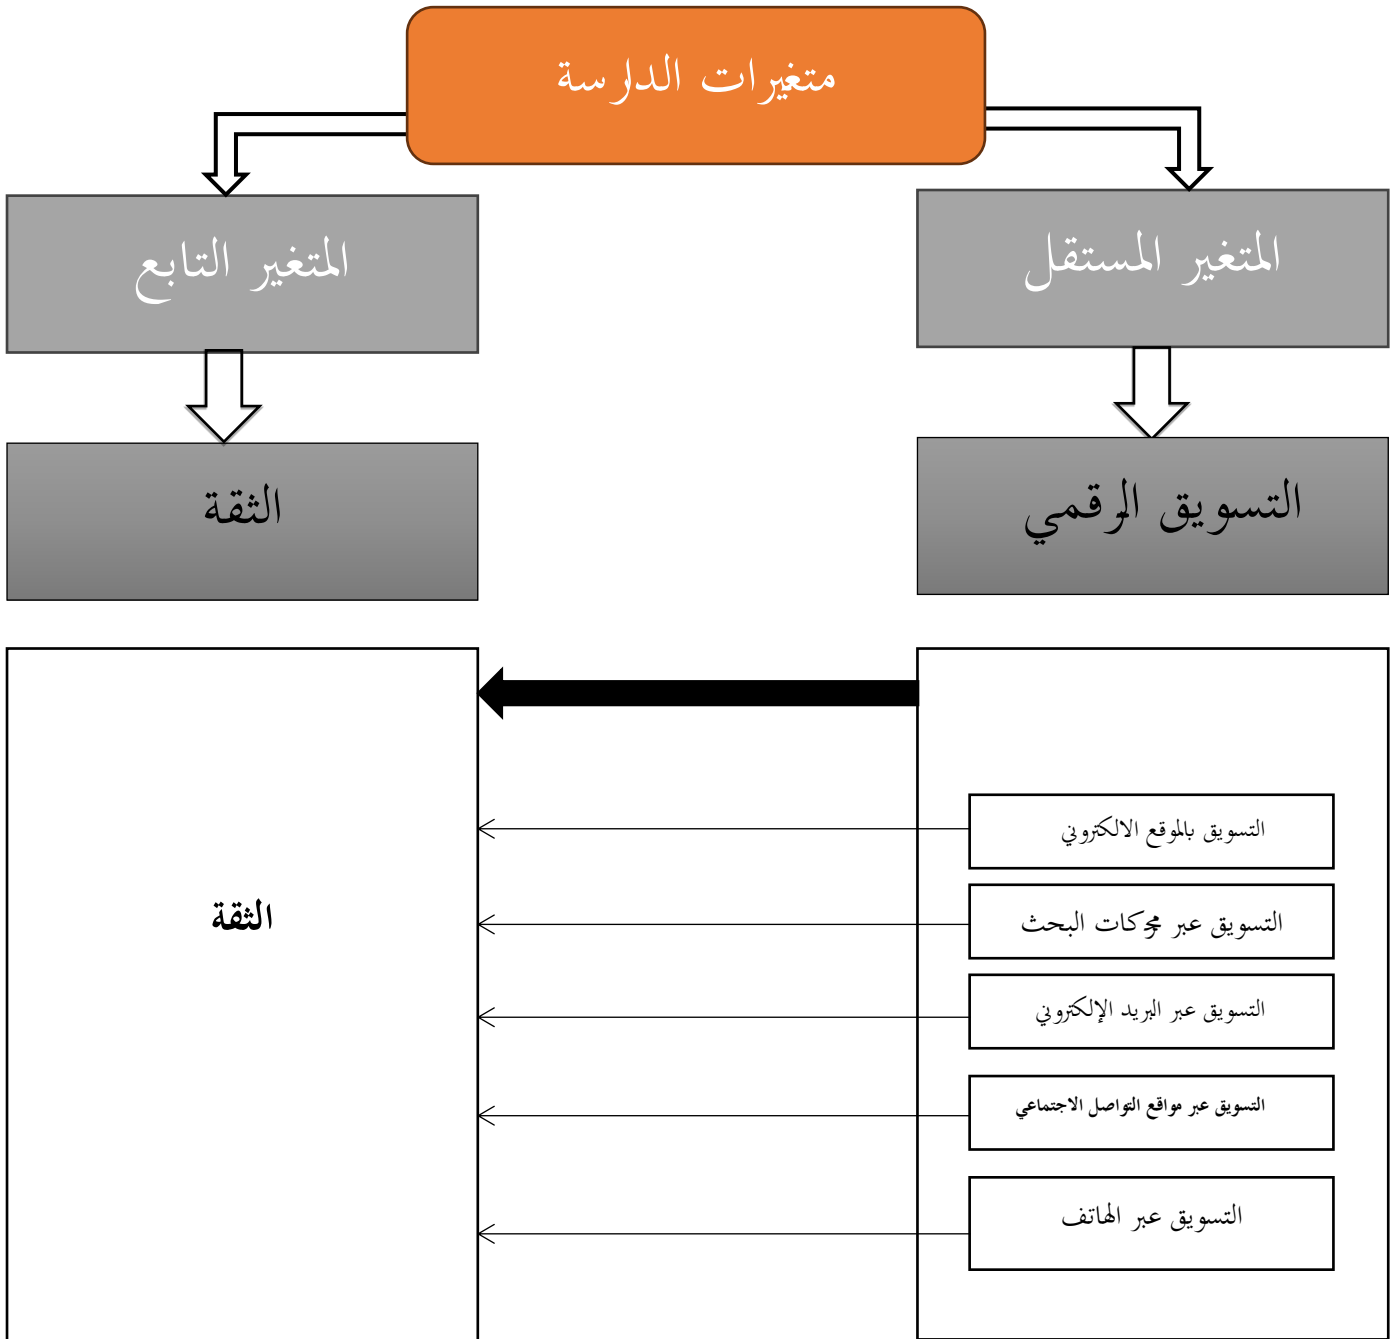 متغيرات الدارسة
المتغير المستقل
المتغير التابع
التسويق الرقمي
الثقة
التسويق بالموقع الالكتروني
التسويق عبر محركات البحث
التسويق عبر البريد الإلكتروني
التسويق عبر مواقع التواصل الاجتماعي
التسويق عبر الهاتف
الثقة